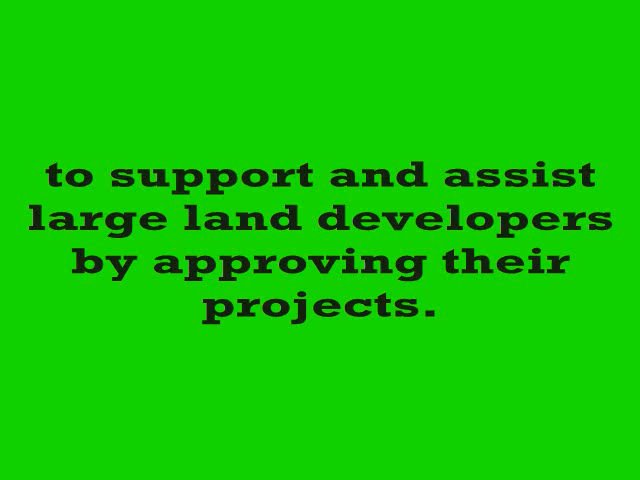 to support and assist
large land developers
by approving their
projects.